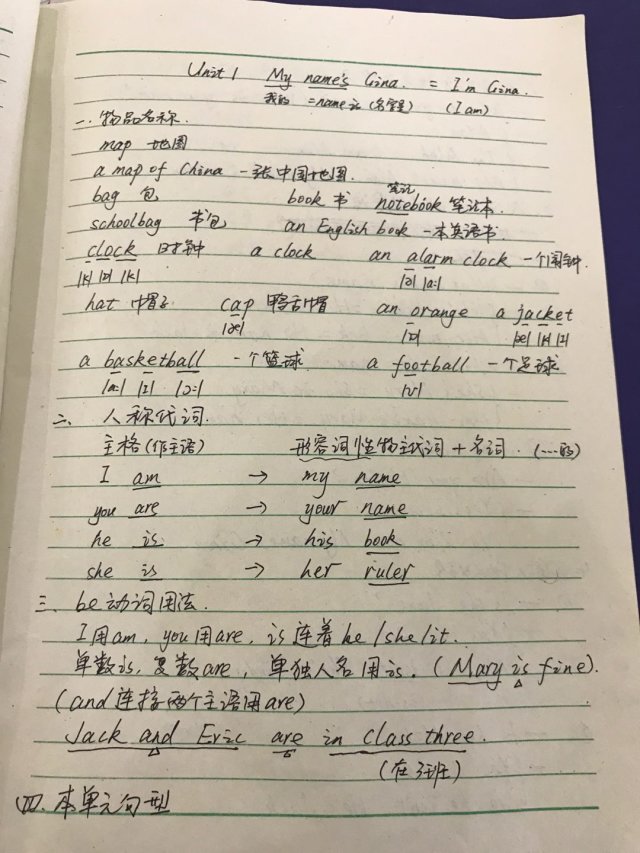 Unit 1 My name's Gina. = I'm Gina.
我的 =name is (名字是) (I am)
一. 物品名称.
map 地图
a map of China 一张中国地图.
bag 包 book 书 notebook 笔记本. 笔记
schoolbag 书包 an English book 一本英语书.
clock 时钟 a clock an alarm clock 一个闹钟.
|k| |ɒ| |k| |ə| |a:|
hat 帽子 cap 鸭舌帽 an orange a jacket
|æ| |ɒ| |æ| |k| |ɪ|
a basketball 一个篮球 a football 一个足球
|a:| |ɪ| |ɔ:| |ʊ|
二. 人称代词.
主格(作主语) 形容词性物主代词 + 名词. (…的)
I am → my name
you are → your name
he is → his book
she is → her ruler
三. be动词用法.
I用am, you用are, is连着he/she/it.
单数is, 复数are, 单独人名用is. (Mary is fine).
(and连接两个主语用are)
Jack and Eric are in class three.
(在3班)
四. 本单元句型